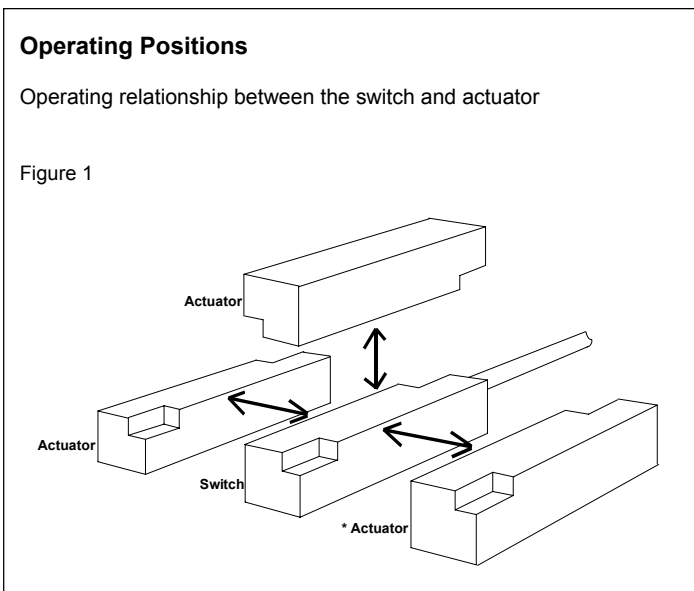 Operating Positions
Operating relationship between the switch and actuator
Figure 1
Actuator
Actuator
Switch
* Actuator